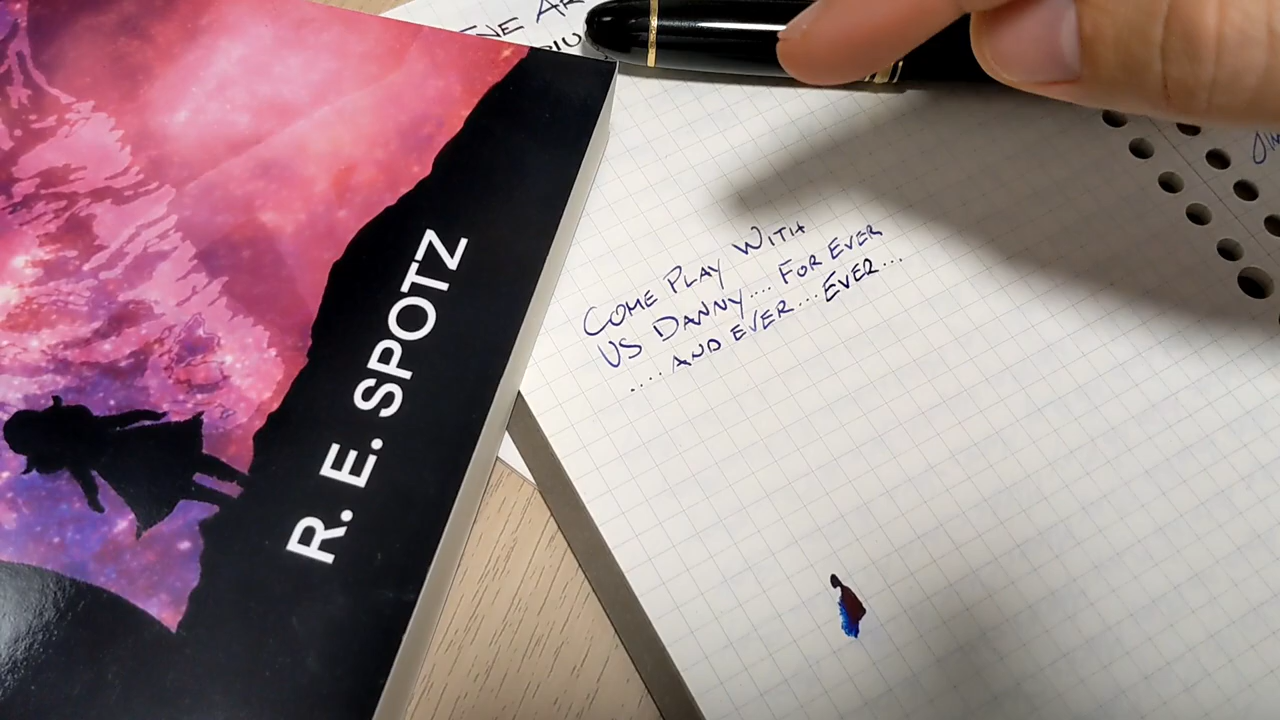 R. E. SPOTZ
COME PLAY WITH
US DANNY.... FOR EVER
.... AND EVER... EVER...